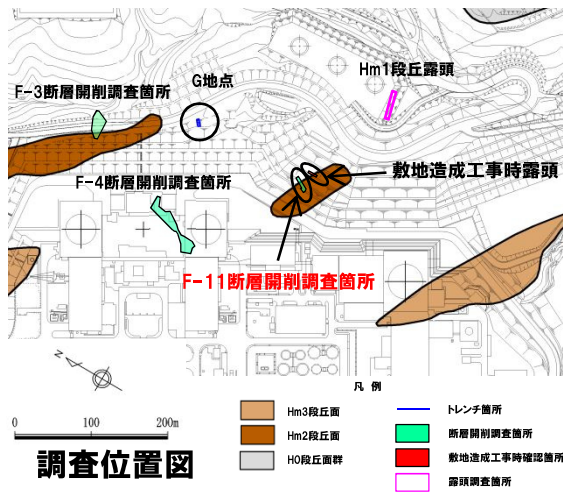 F-3断層開削調査箇所
G地点
Hm1段丘露頭
F-4断層開削調査箇所
敷地造成工事時露頭
F-11断層開削調査箇所
N
凡 例
0 100 200m
調査位置図
Hm3段丘面
Hm2段丘面
H0段丘面群
トレンチ箇所
断層開削調査箇所
敷地造成工事時確認箇所
露頭調査箇所